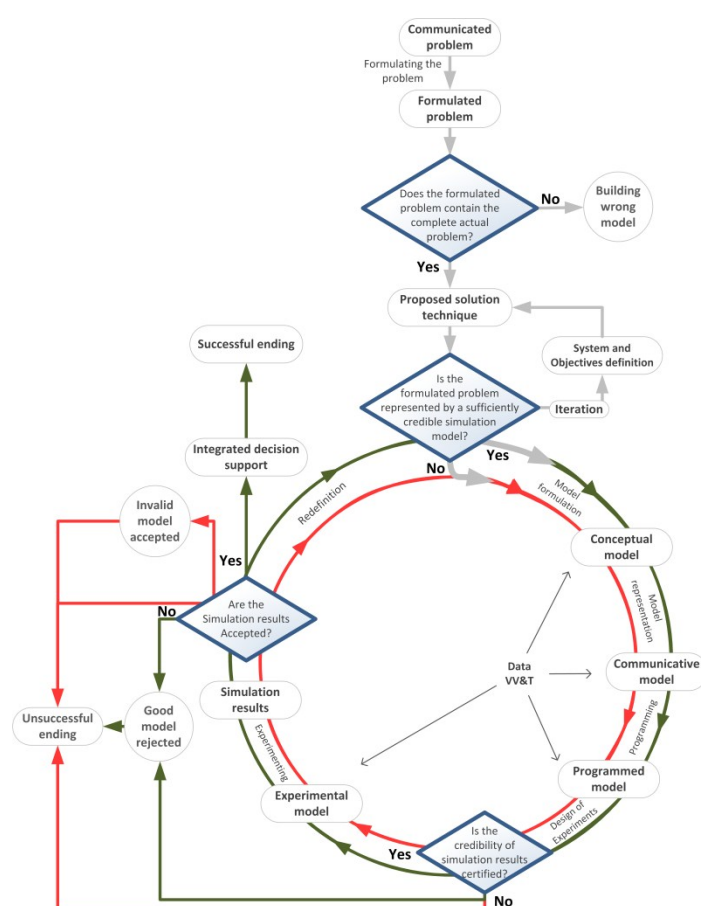 Communicated
problem
Formulating the
problem
Formulated
problem
Does the formulated
problem contain the
complete actual
problem?
No
Building
wrong
model
Yes
Proposed solution
technique
System and
Objectives definition
Iteration
Is the
formulated problem
represented by a sufficiently
credible simulation
model?
Yes
No
Successful ending
Integrated decision
support
Redefinition
Model
formulation
Invalid
model
accepted
Conceptual
model
Yes
Are the
Simulation results
Accepted?
No
Model
representation
Data
VV&T
Communicative
model
Simulation
results
Unsuccessful
ending
Good
model
rejected
Programming
Experimenting
Programmed
model
Experimental
model
Design of
Experiments
Is the
credibility of
simulation results
certified?
Yes
No